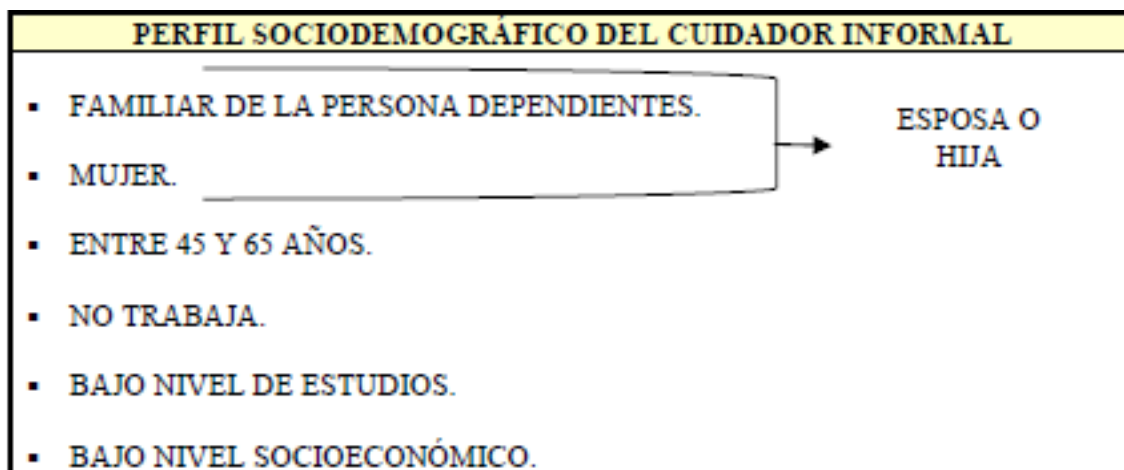 PERFIL SOCIODEMOGRÁFICO DEL CUIDADOR INFORMAL
▪ FAMILIAR DE LA PERSONA DEPENDIENTES.
▪ MUJER.
ESPOSA O
HIJA
▪ ENTRE 45 Y 65 AÑOS.
▪ NO TRABAJA.
▪ BAJO NIVEL DE ESTUDIOS.
▪ BAJO NIVEL SOCIOECONÓMICO.